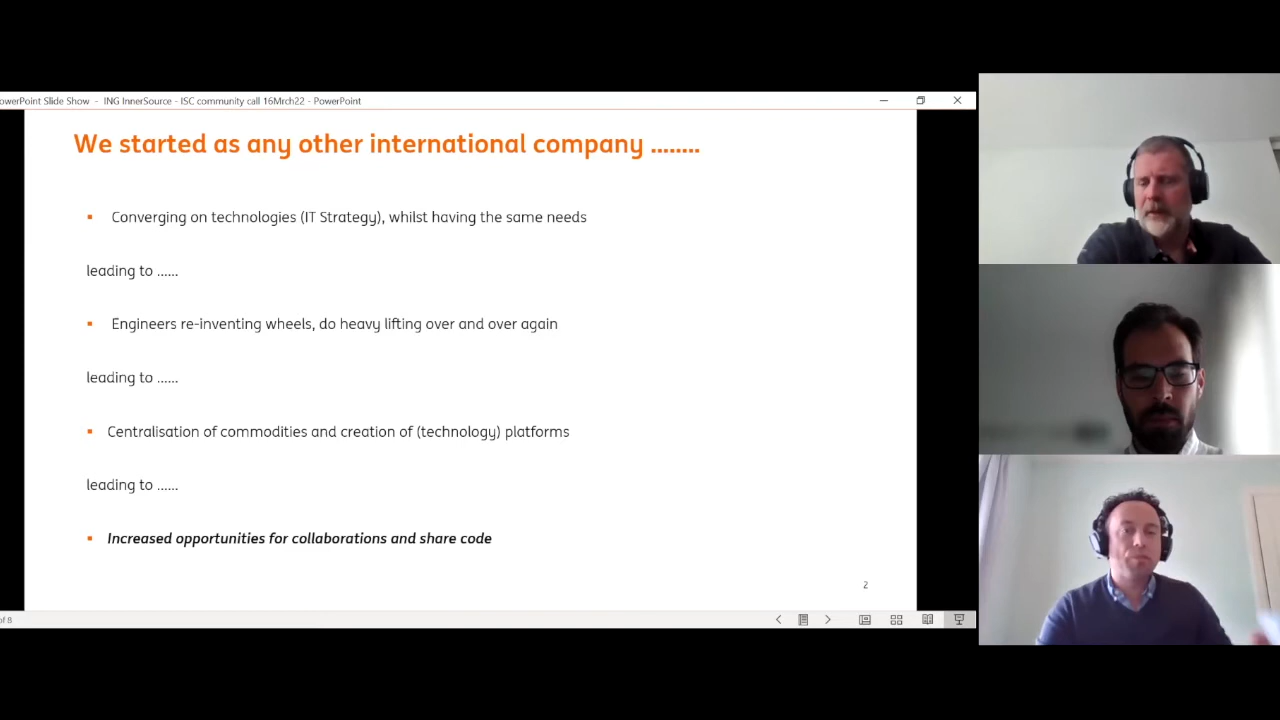 owerPoint Slide Show - ING InnerSource - ISC community call 16Mrch22 - PowerPoint
We started as any other international company ........
▪ Converging on technologies (IT Strategy), whilst having the same needs
leading to ......
▪ Engineers re-inventing wheels, do heavy lifting over and over again
leading to ......
▪ Centralisation of commodities and creation of (technology) platforms
leading to ......
▪ Increased opportunities for collaborations and share code
2
of 8